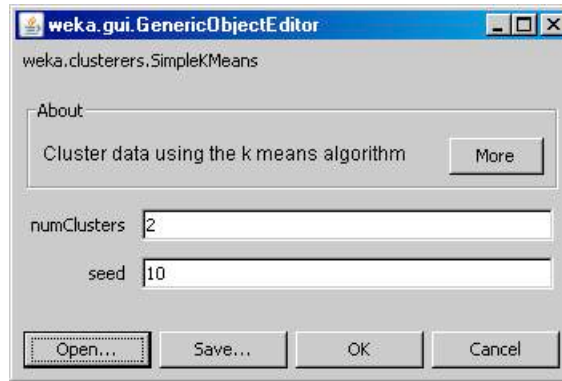 weka.gui.GenericObjectEditor
weka.clusterers.SimpleKMeans
About
Cluster data using the k means algorithm More
numClusters 2
seed 10
Open... Save... OK Cancel